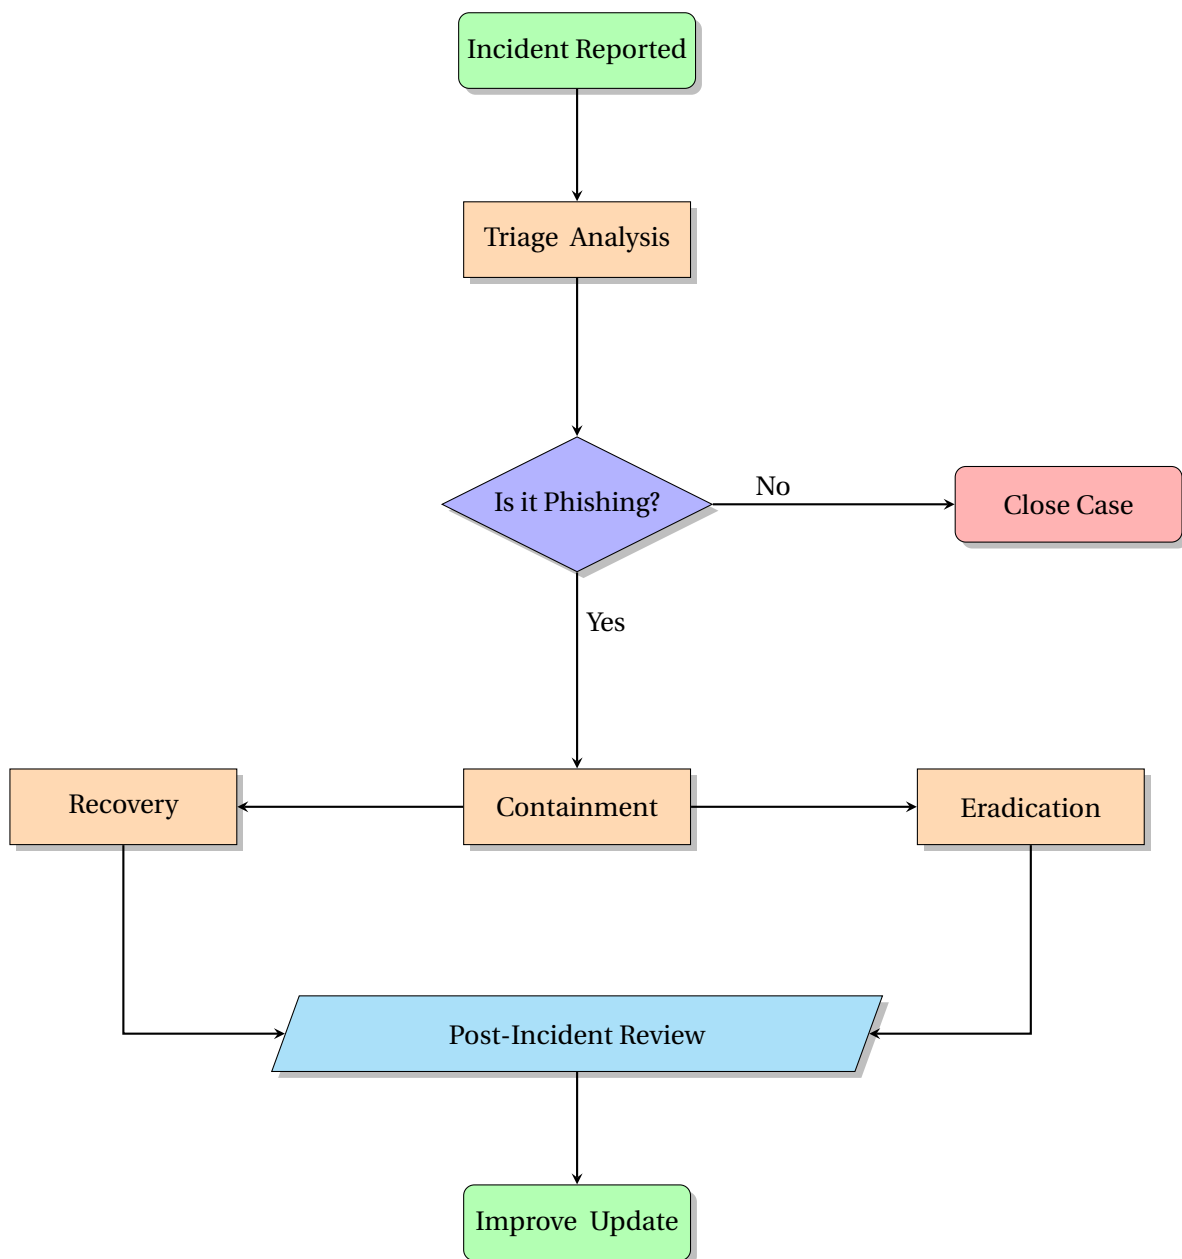 Incident Reported
Triage Analysis
Is it Phishing?
No
Close Case
Yes
Recovery
Containment
Eradication
Post-Incident Review
Improve Update